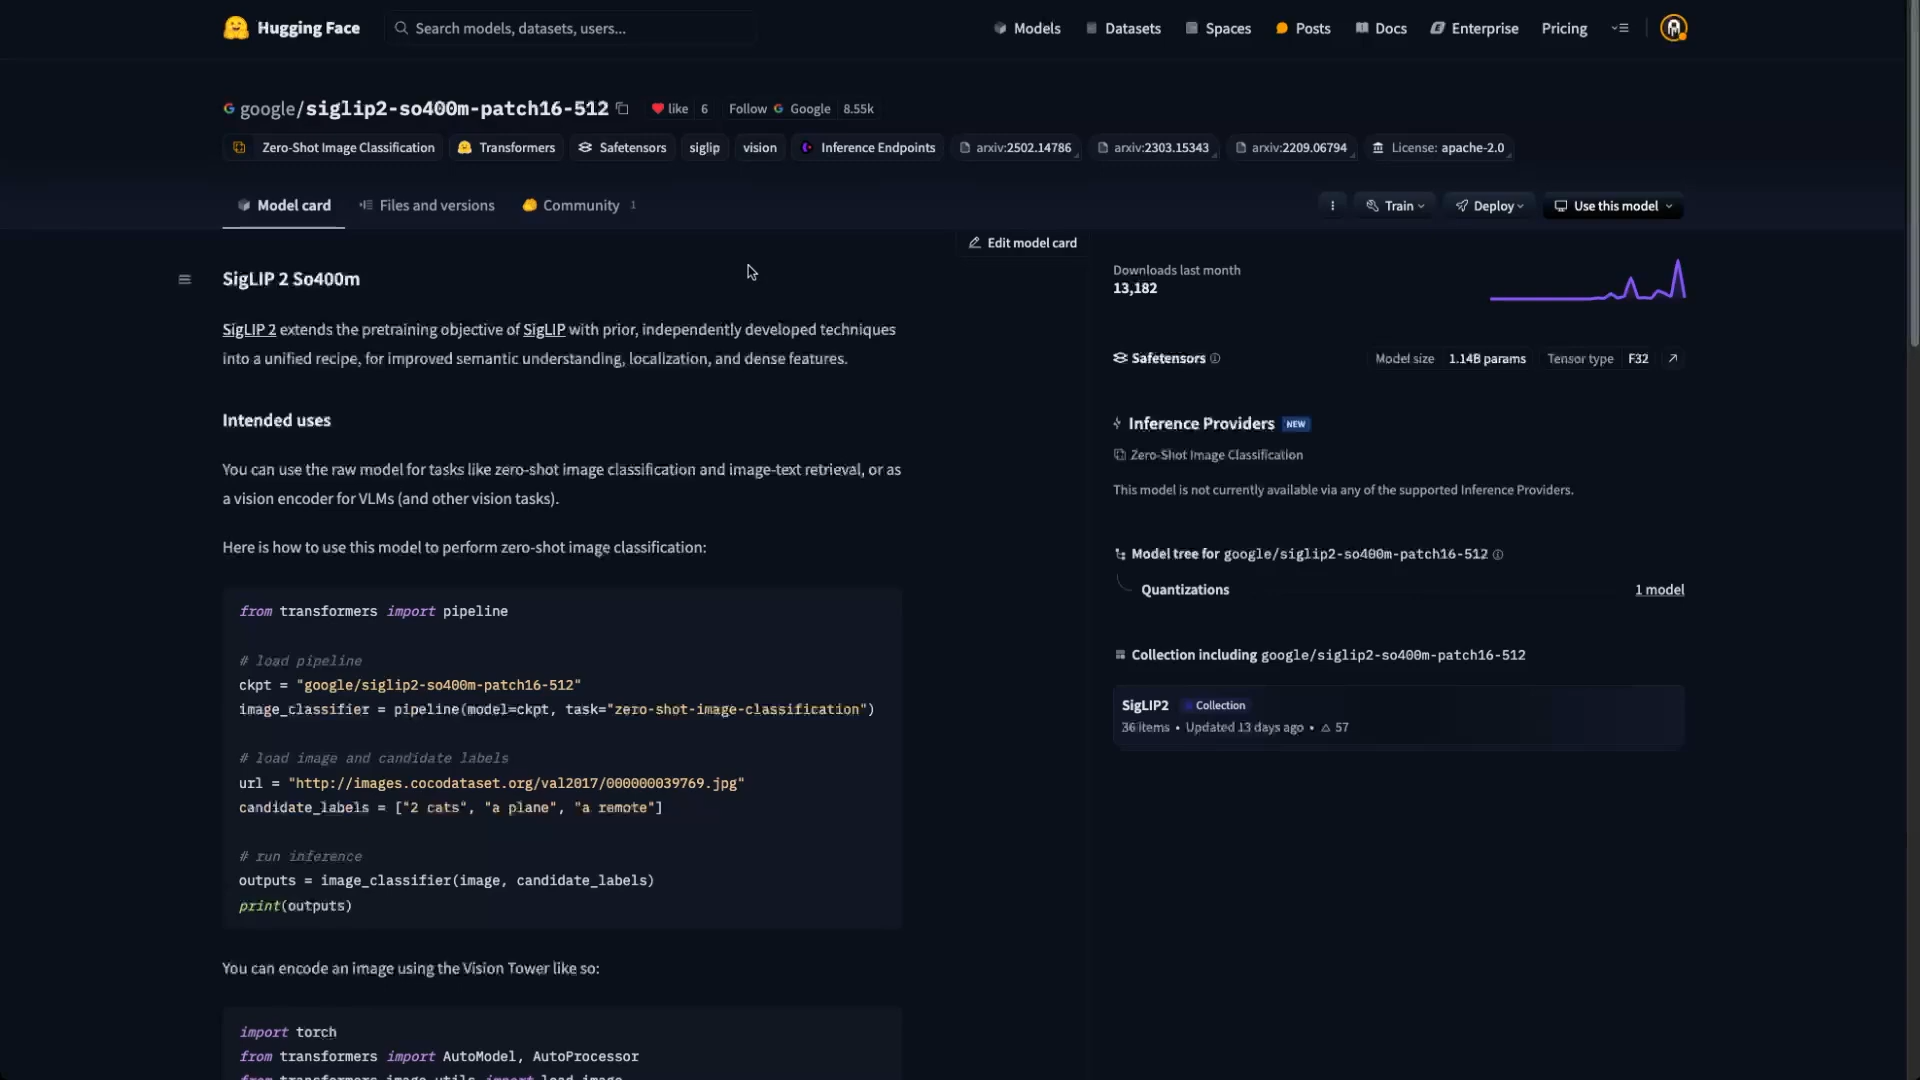 Hugging Face
Search models, datasets, users...
Models
Datasets
Spaces
Posts
Docs
Enterprise
Pricing
google/siglip2-so400m-patch16-512
like 6
Follow Google 8.55k
Zero-Shot Image Classification
Transformers
Safetensors
siglip
vision
Inference Endpoints
arxiv:2502.14786
arxiv:2303.15343
arxiv:2209.06794
License: apache-2.0
Model card
Files and versions
Community 1
Train
Deploy
Use this model
Edit model card
SigLIP 2 So400m
SigLIP 2 extends the pretraining objective of SigLIP with prior, independently developed techniques
into a unified recipe, for improved semantic understanding, localization, and dense features.
Intended uses
You can use the raw model for tasks like zero-shot image classification and image-text retrieval, or as
a vision encoder for VLMs (and other vision tasks).
Here is how to use this model to perform zero-shot image classification:
from transformers import pipeline
# load pipeline
ckpt = "google/siglip2-so400m-patch16-512"
image_classifier = pipeline(model=ckpt, task="zero-shot-image-classification")
# load image and candidate labels
url = "http://images.cocodataset.org/val2017/000000039769.jpg"
candidate_labels = ["2 cats", "a plane", "a remote"]
# run inference
outputs = image_classifier(image, candidate_labels)
print(outputs)
You can encode an image using the Vision Tower like so:
import torch
from transformers import AutoModel, AutoProcessor
from transformers.image_utils import load_image
Downloads last month
13,182
Safetensors
Model size 1.14B params
Tensor type F32
Inference Providers NEW
Zero-Shot Image Classification
This model is not currently available via any of the supported Inference Providers.
Model tree for google/siglip2-so400m-patch16-512
Quantizations
1 model
Collection including google/siglip2-so400m-patch16-512
SigLIP2 Collection
36 items • Updated 13 days ago • 57